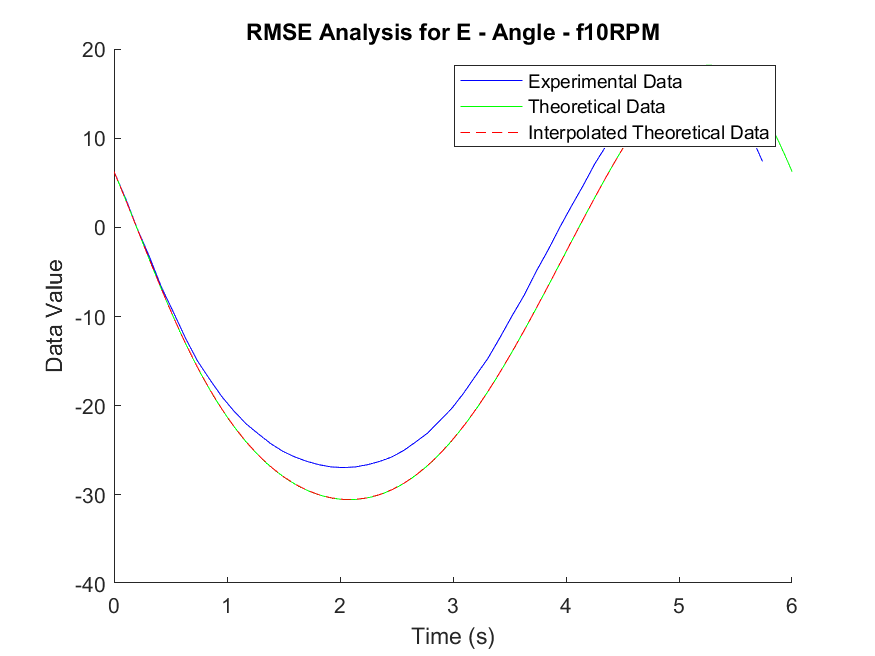 RMSE Analysis for E - Angle - f10RPM
20
Experimental Data
Theoretical Data
Interpolated Theoretical Data
10
0
-10
-20
-30
-40
Data Value
0 1 2 3 4 5 6
Time (s)